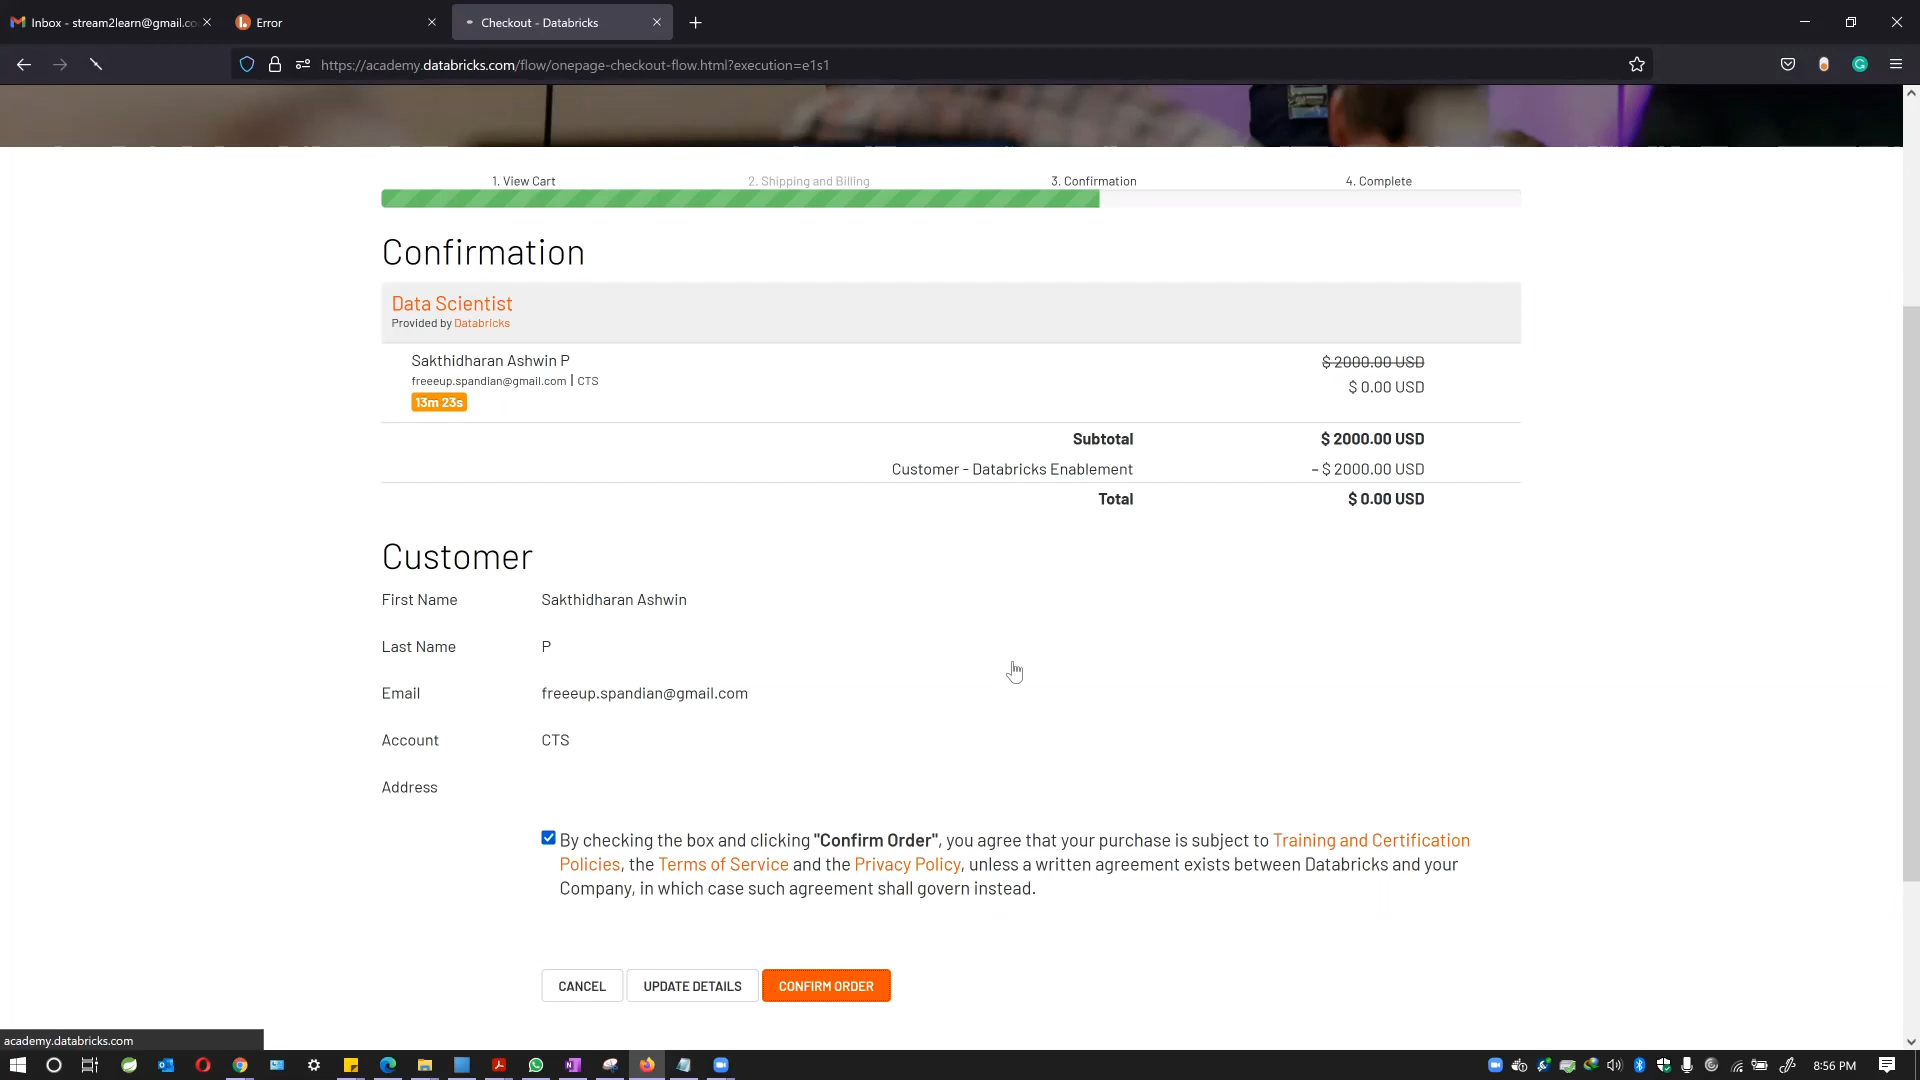 Inbox - stream2learn@gmail.co
Error
Checkout - Databricks
https://academy.databricks.com/flow/onepage-checkout-flow.html?execution=e1s1
1. View Cart
2. Shipping and Billing
3. Confirmation
4. Complete
Confirmation
Data Scientist
Provided by Databricks
Sakthidharan Ashwin P
$ 2000.00 USD
freeeup.spandian@gmail.com | CTS
$ 0.00 USD
13m 23s
Subtotal $ 2000.00 USD
Customer - Databricks Enablement – $ 2000.00 USD
Total $ 0.00 USD
Customer
First Name Sakthidharan Ashwin
Last Name P
Email freeeup.spandian@gmail.com
Account CTS
Address
By checking the box and clicking "Confirm Order", you agree that your purchase is subject to Training and Certification
Policies, the Terms of Service and the Privacy Policy, unless a written agreement exists between Databricks and your
Company, in which case such agreement shall govern instead.
CANCEL UPDATE DETAILS CONFIRM ORDER
academy.databricks.com
8:56 PM